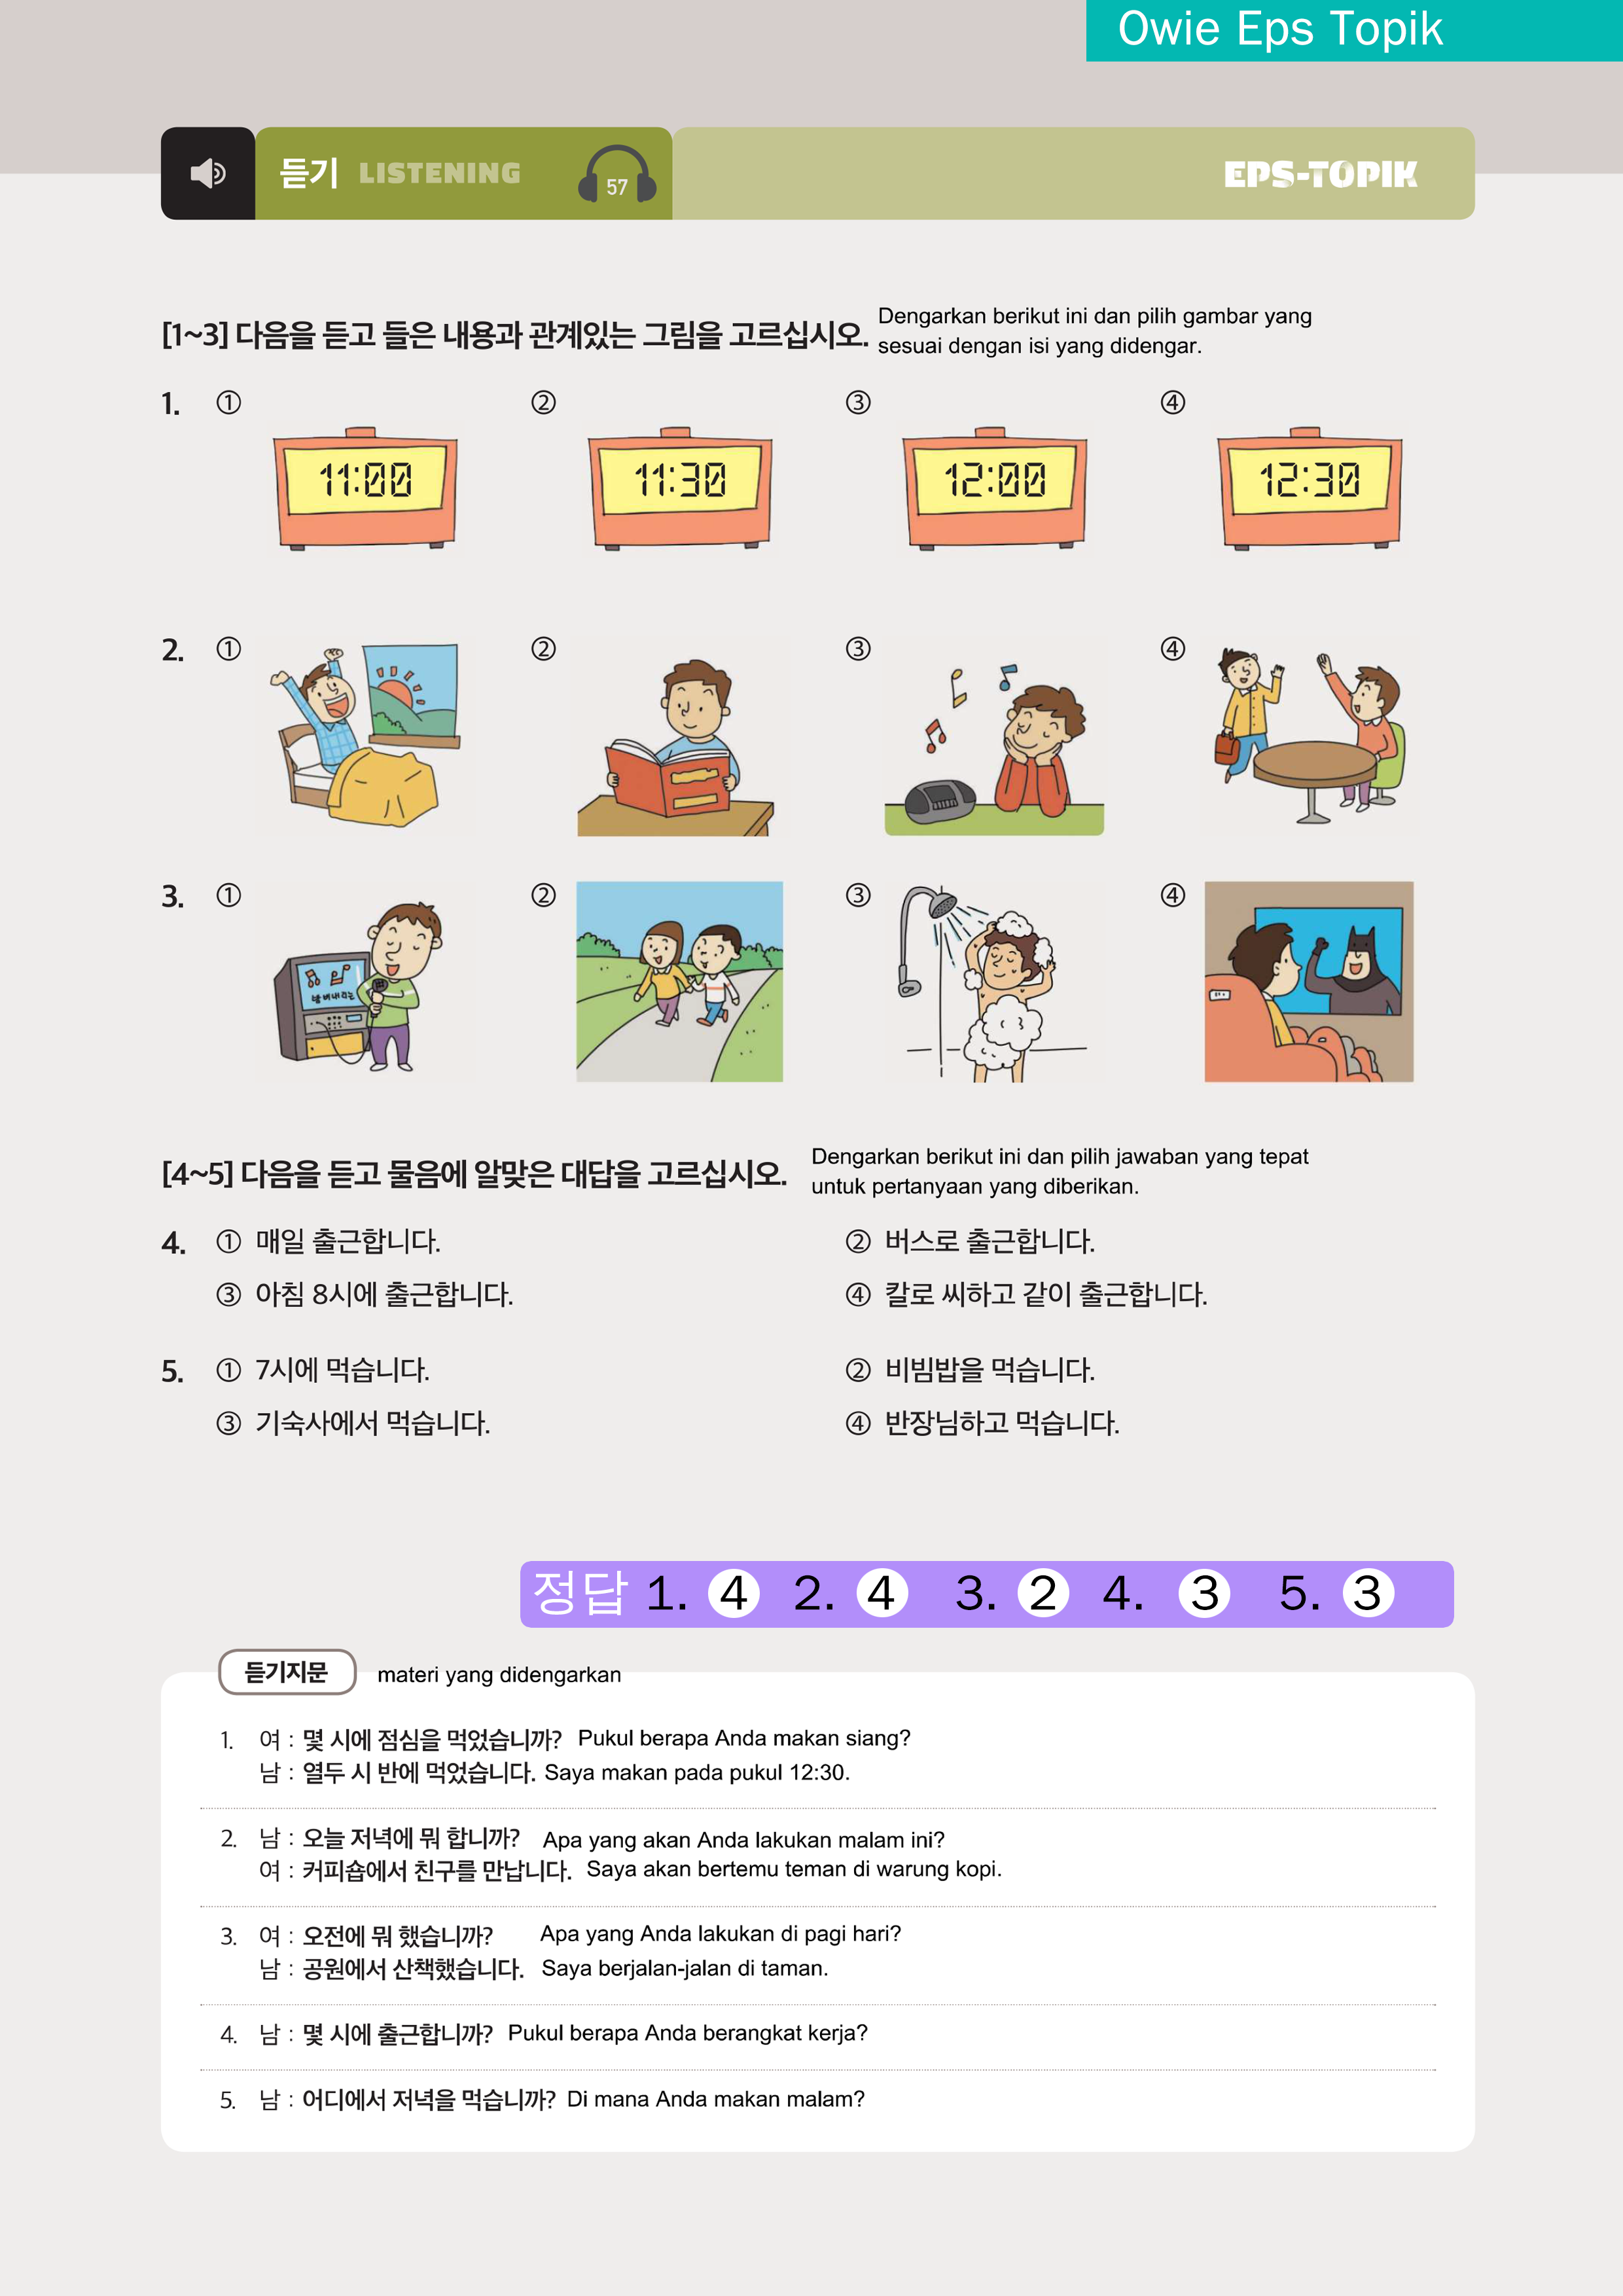 Owie Eps Topik
듣기 LISTENING 57 EPS-TOPIK
[1~3] 다음을 듣고 들은 내용과 관계있는 그림을 고르십시오. Dengarkan berikut ini dan pilih gambar yang
sesuai dengan isi yang didengar.
1. ① ② ③ ④
11:00 11:30 12:00 12:30
2. ① ② ③ ④
3. ① ② ③ ④
[4~5] 다음을 듣고 물음에 알맞은 대답을 고르십시오. Dengarkan berikut ini dan pilih jawaban yang tepat
untuk pertanyaan yang diberikan.
4. ① 매일 출근합니다. ② 버스로 출근합니다.
③ 아침 8시에 출근합니다. ④ 칼로 씨하고 같이 출근합니다.
5. ① 7시에 먹습니다. ② 비빔밥을 먹습니다.
③ 기숙사에서 먹습니다. ④ 반장님하고 먹습니다.
정답 1. 4 2. 4 3. 2 4. 3 5. 3
듣기지문 materi yang didengarkan
1. 여 : 몇 시에 점심을 먹었습니까? Pukul berapa Anda makan siang?
남 : 열두 시 반에 먹었습니다. Saya makan pada pukul 12:30.
2. 남 : 오늘 저녁에 뭐 합니까? Apa yang akan Anda lakukan malam ini?
여 : 커피숍에서 친구를 만납니다. Saya akan bertemu teman di warung kopi.
3. 여 : 오전에 뭐 했습니까? Apa yang Anda lakukan di pagi hari?
남 : 공원에서 산책했습니다. Saya berjalan-jalan di taman.
4. 남 : 몇 시에 출근합니까? Pukul berapa Anda berangkat kerja?
5. 남 : 어디에서 저녁을 먹습니까? Di mana Anda makan malam?